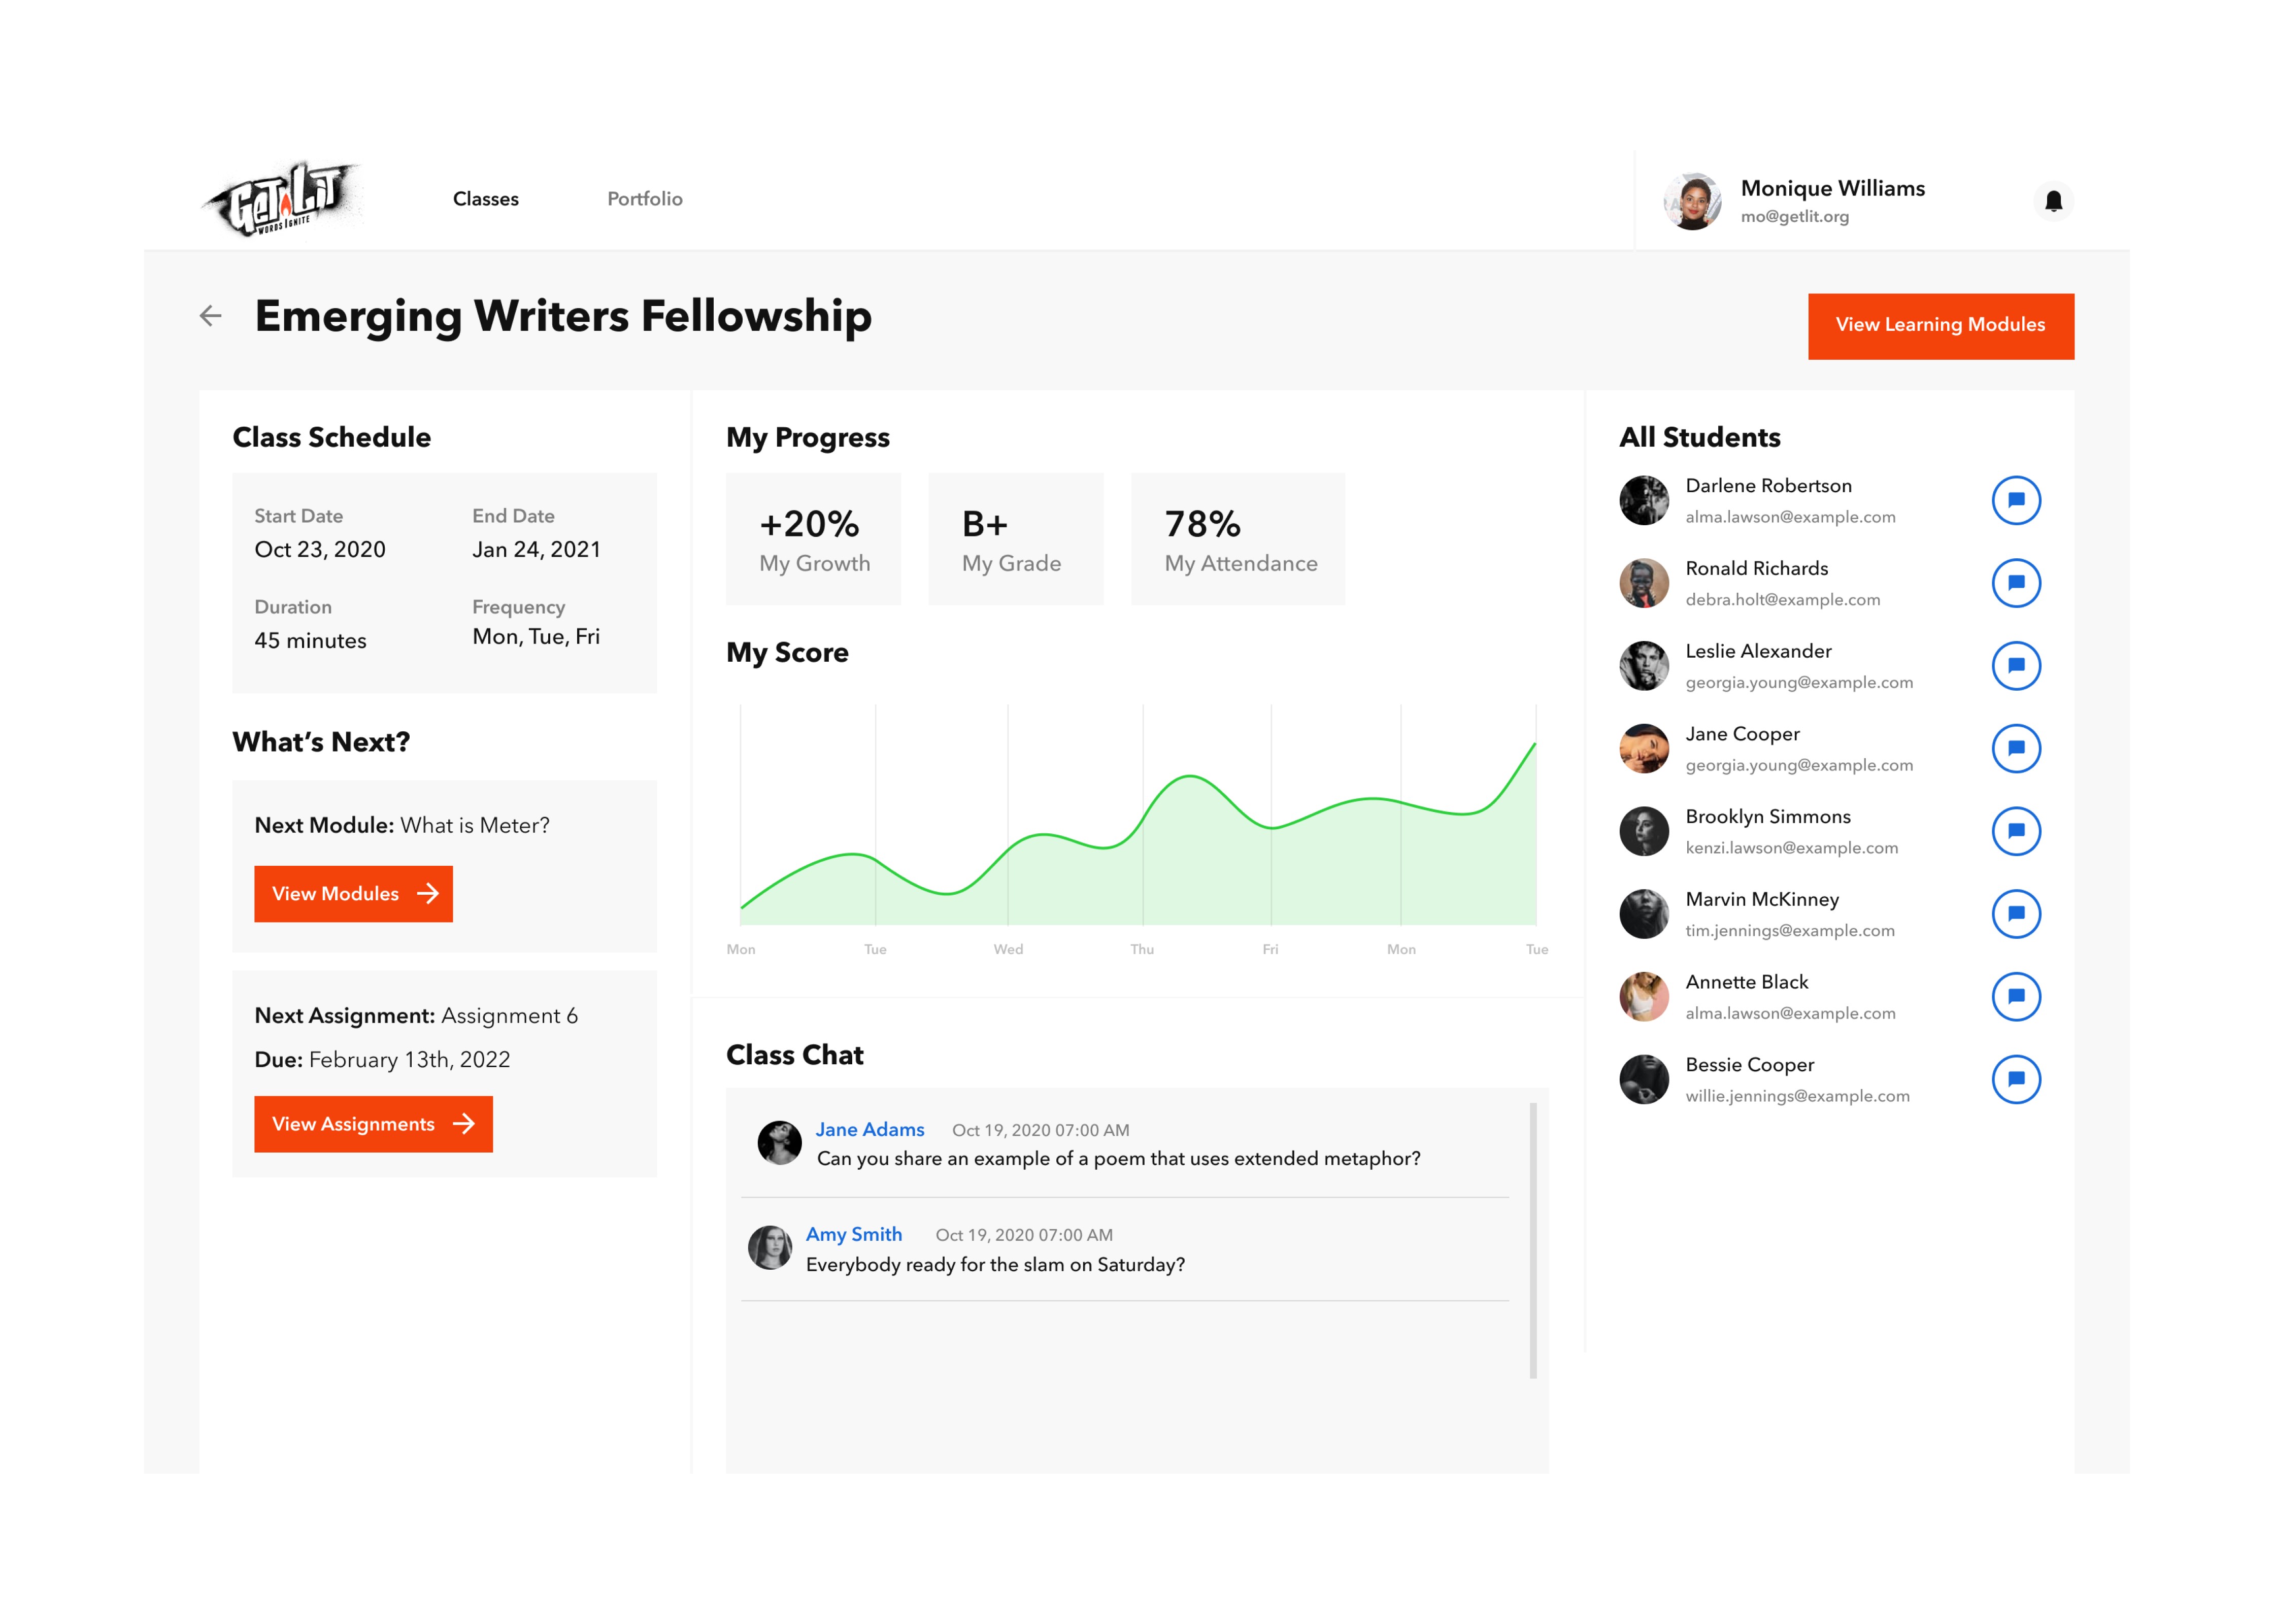 GET LIT
WORDS IGNITE
Classes
Portfolio
Monique Williams
mo@getlit.org
Emerging Writers Fellowship
View Learning Modules
Class Schedule
Start Date
End Date
Oct 23, 2020
Jan 24, 2021
Duration
Frequency
45 minutes
Mon, Tue, Fri
What’s Next?
Next Module: What is Meter?
View Modules
Next Assignment: Assignment 6
Due: February 13th, 2022
View Assignments
My Progress
+20%
My Growth
B+
My Grade
78%
My Attendance
My Score
Mon
Tue
Wed
Thu
Fri
Mon
Tue
Class Chat
Jane Adams
Oct 19, 2020 07:00 AM
Can you share an example of a poem that uses extended metaphor?
Amy Smith
Oct 19, 2020 07:00 AM
Everybody ready for the slam on Saturday?
All Students
Darlene Robertson
alma.lawson@example.com
Ronald Richards
debra.holt@example.com
Leslie Alexander
georgia.young@example.com
Jane Cooper
georgia.young@example.com
Brooklyn Simmons
kenzi.lawson@example.com
Marvin McKinney
tim.jennings@example.com
Annette Black
alma.lawson@example.com
Bessie Cooper
willie.jennings@example.com